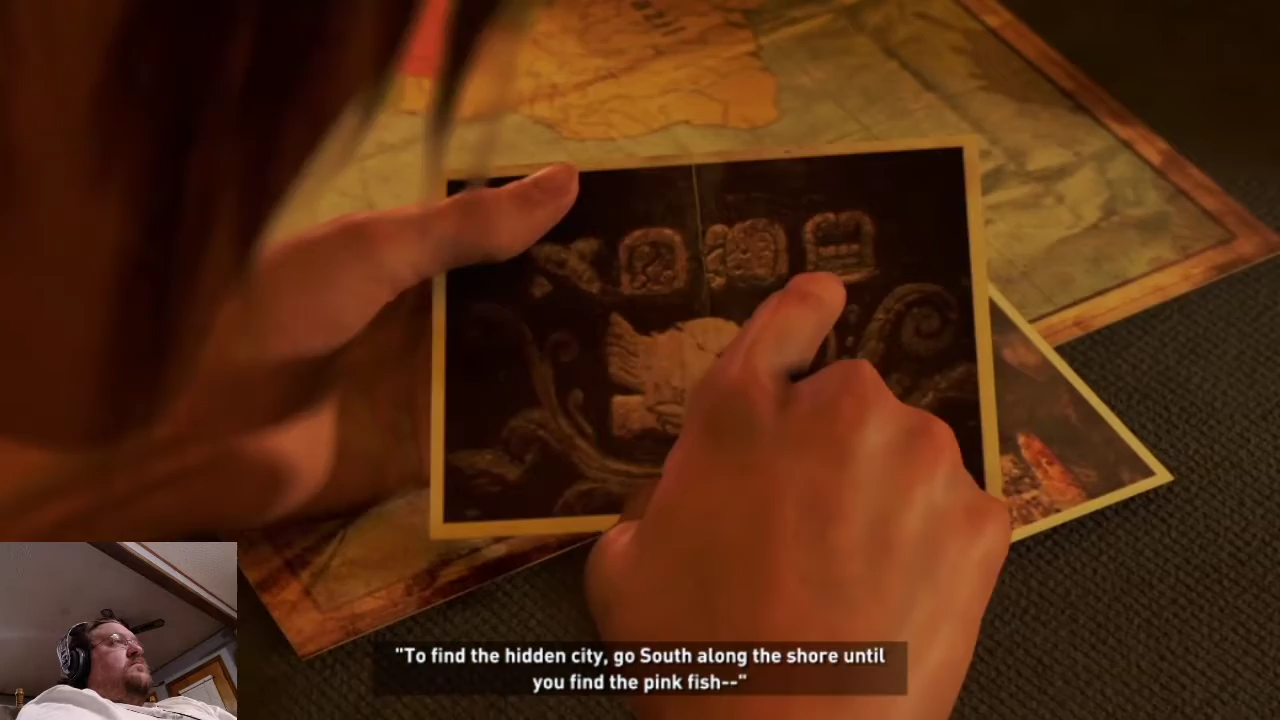 "To find the hidden city, go South along the shore until
you find the pink fish--"